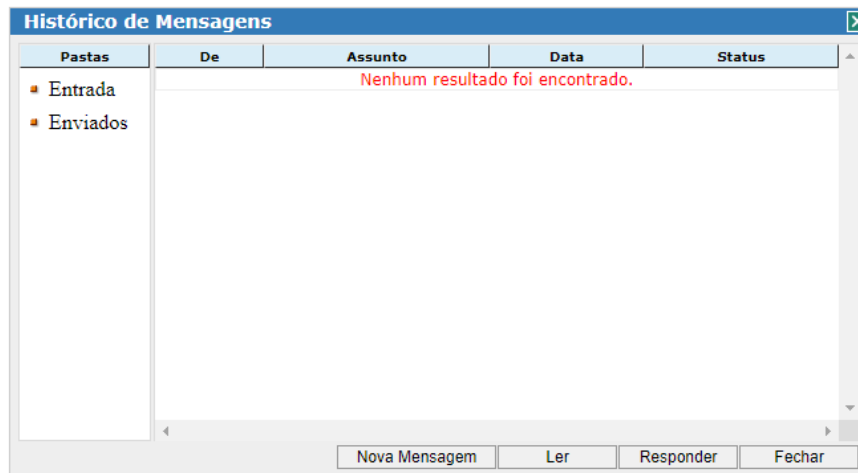 Histórico de Mensagens
Pastas De Assunto Data Status
Nenhum resultado foi encontrado.
Entrada
Enviados
Nova Mensagem Ler Responder Fechar